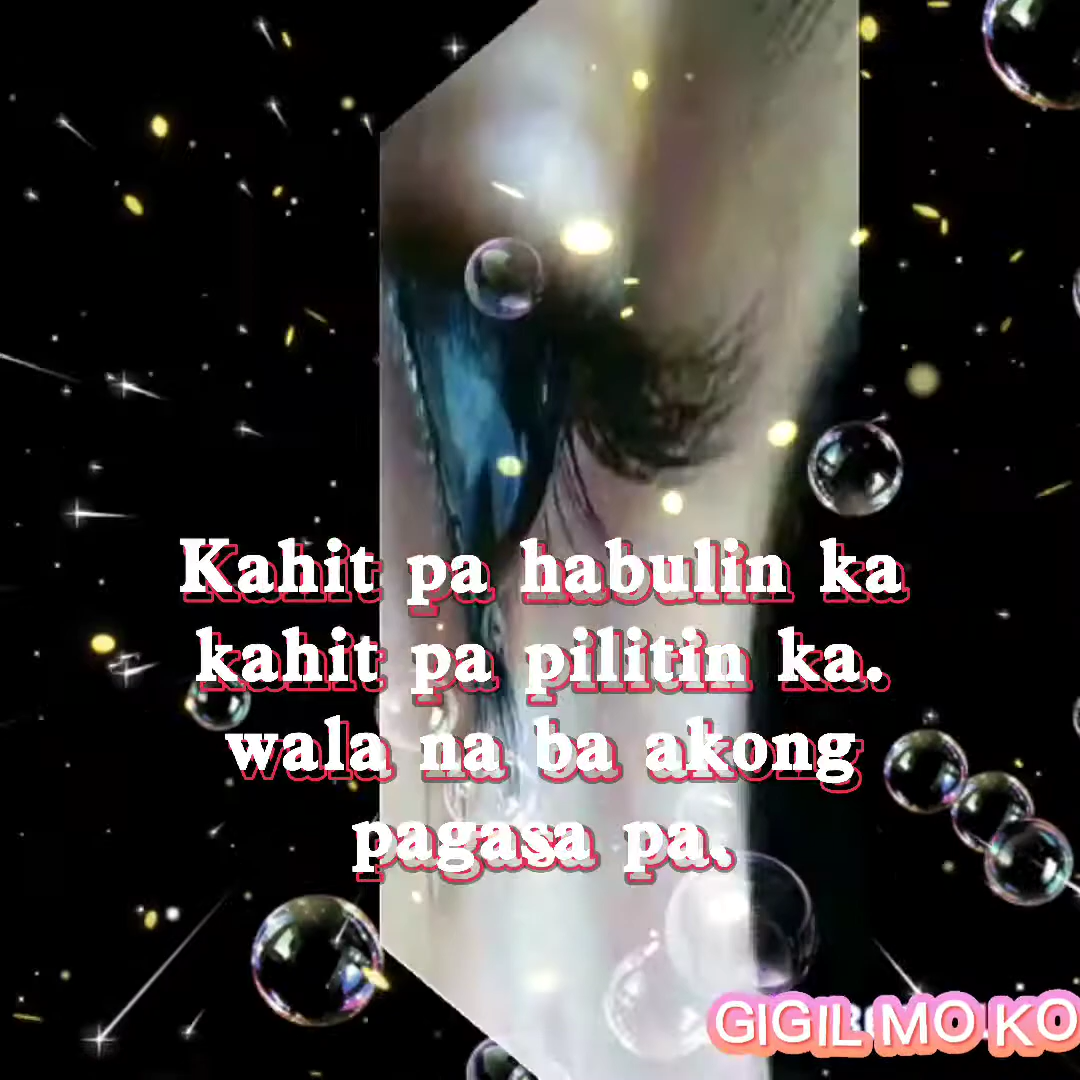 Kahit pa habulin ka
kahit pa pilitin ka.
wala na ba akong
pagasa pa.
GIGIL MO KO